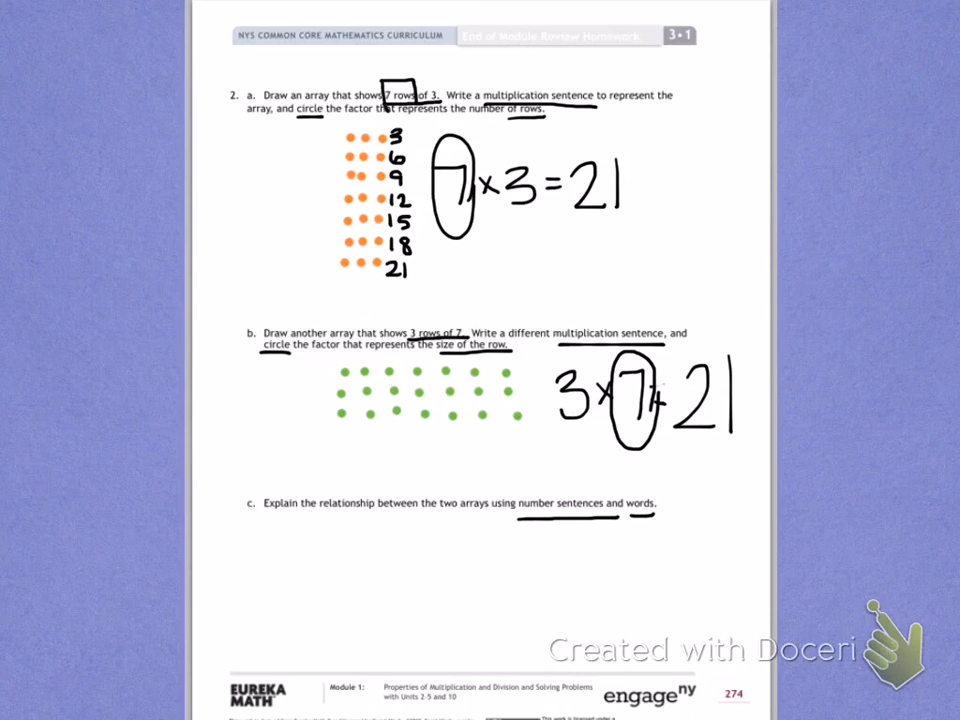 NYS COMMON CORE MATHEMATICS CURRICULUM End of Module Review Homework 3•1
2. a. Draw an array that shows 7 rows of 3. Write a multiplication sentence to represent the
array, and circle the factor that represents the number of rows.
3
6
9
12
15
18
21
7 × 3 = 21
b. Draw another array that shows 3 rows of 7. Write a different multiplication sentence, and
circle the factor that represents the size of the row.
3 × 7 = 21
c. Explain the relationship between the two arrays using number sentences and words.
Created with Doceri
EUREKA
MATH
Module 1: Properties of Multiplication and Division and Solving Problems
with Units 2-5 and 10
engage ny
274